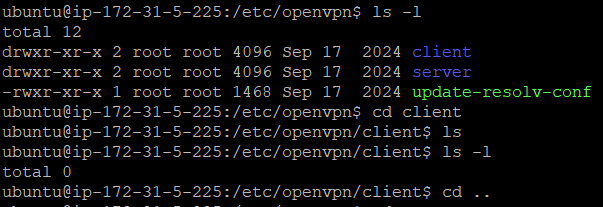 ubuntu@ip-172-31-5-225:/etc/openvpn$ ls -l
total 12
drwxr-xr-x 2 root root 4096 Sep 17  2024 client
drwxr-xr-x 2 root root 4096 Sep 17  2024 server
-rwxr-xr-x 1 root root 1468 Sep 17  2024 update-resolv-conf
ubuntu@ip-172-31-5-225:/etc/openvpn$ cd client
ubuntu@ip-172-31-5-225:/etc/openvpn/client$ ls
ubuntu@ip-172-31-5-225:/etc/openvpn/client$ ls -l
total 0
ubuntu@ip-172-31-5-225:/etc/openvpn/client$ cd ..